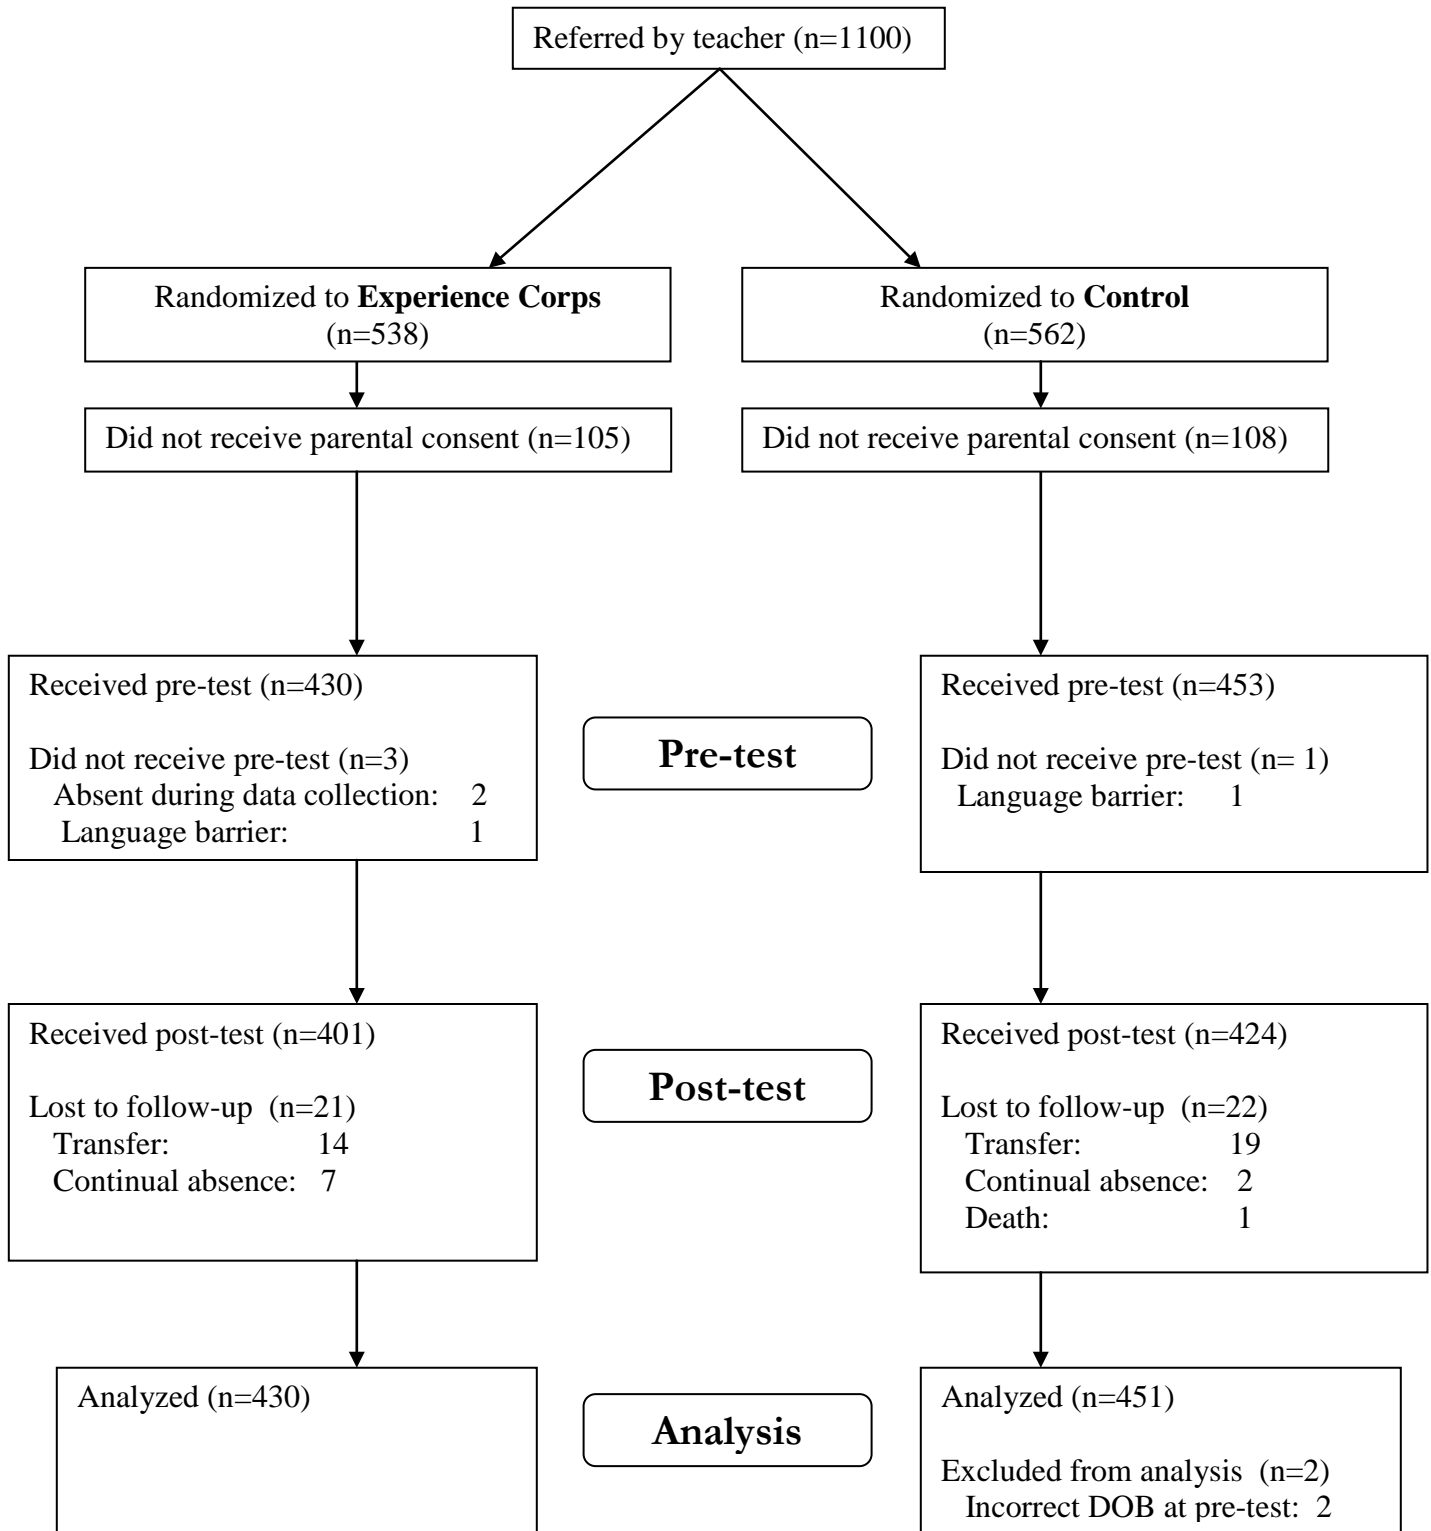 Referred by teacher (n=1100)
Randomized to Experience Corps
(n=538)
Randomized to Control
(n=562)
Did not receive parental consent (n=105)
Did not receive parental consent (n=108)
Received pre-test (n=430)
Did not receive pre-test (n=3)
Absent during data collection: 2
Language barrier: 1
Pre-test
Received pre-test (n=453)
Did not receive pre-test (n= 1)
Language barrier: 1
Received post-test (n=401)
Lost to follow-up (n=21)
Transfer: 14
Continual absence: 7
Post-test
Received post-test (n=424)
Lost to follow-up (n=22)
Transfer: 19
Continual absence: 2
Death: 1
Analyzed (n=430)
Analysis
Analyzed (n=451)
Excluded from analysis (n=2)
Incorrect DOB at pre-test: 2